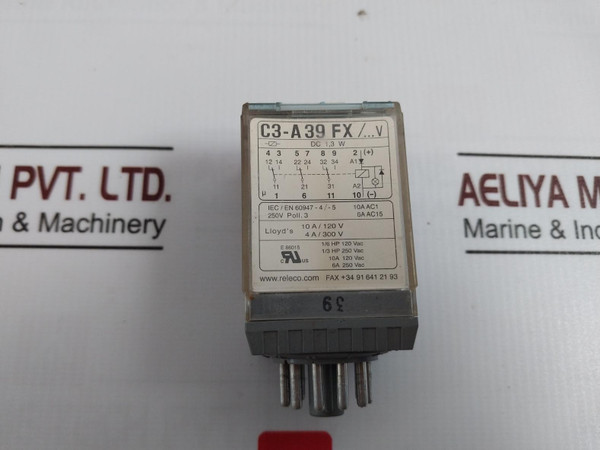 C3-A39 FX /...V
DC 1,3 W
4 3 5 7 8 9 2 (+)
12 14 22 24 32 34 A1
11 21 31 A2
µ 1 6 11 10 (-)
IEC / EN 60947 - 4 / - 5 10A AC1
250V Poll. 3 6A AC15
Lloyd's 10 A / 120 V
4 A / 300 V
1/6 HP 120 Vac
1/3 HP 250 Vac
10A 120 Vac
8A 250 Vac
c us
www.releco.com FAX +34 91 641 21 93
39
PVT. LTD.
& Machinery
AELIYA M
Marine & Ind